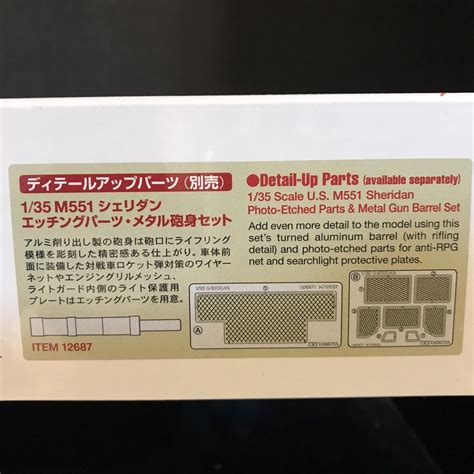 ディテールアップパーツ（別売）
1/35 M551 シェリダン
エッチングパーツ・メタル砲身セット
アルミ削り出し製の砲身は砲口にライフリング
模様を彫刻した精密感ある仕上がり。車体前
面に装備した対戦車ロケット弾対策のワイヤー
ネットやエンジングリルメッシュ、
ライトガード内側のライト保護用
プレートはエッチングパーツを用意。
ITEM 12687
●Detail-Up Parts (available separately)
1/35 Scale U.S. M551 Sheridan
Photo-Etched Parts & Metal Gun Barrel Set
Add even more detail to the model using this
set's turned aluminum barrel (with rifling
detail) and photo-etched parts for anti-RPG
net and searchlight protective plates.
1/35 SHERIDAN
①
Ⓐ
TAMIYA
Ⓑ
TAMIYA